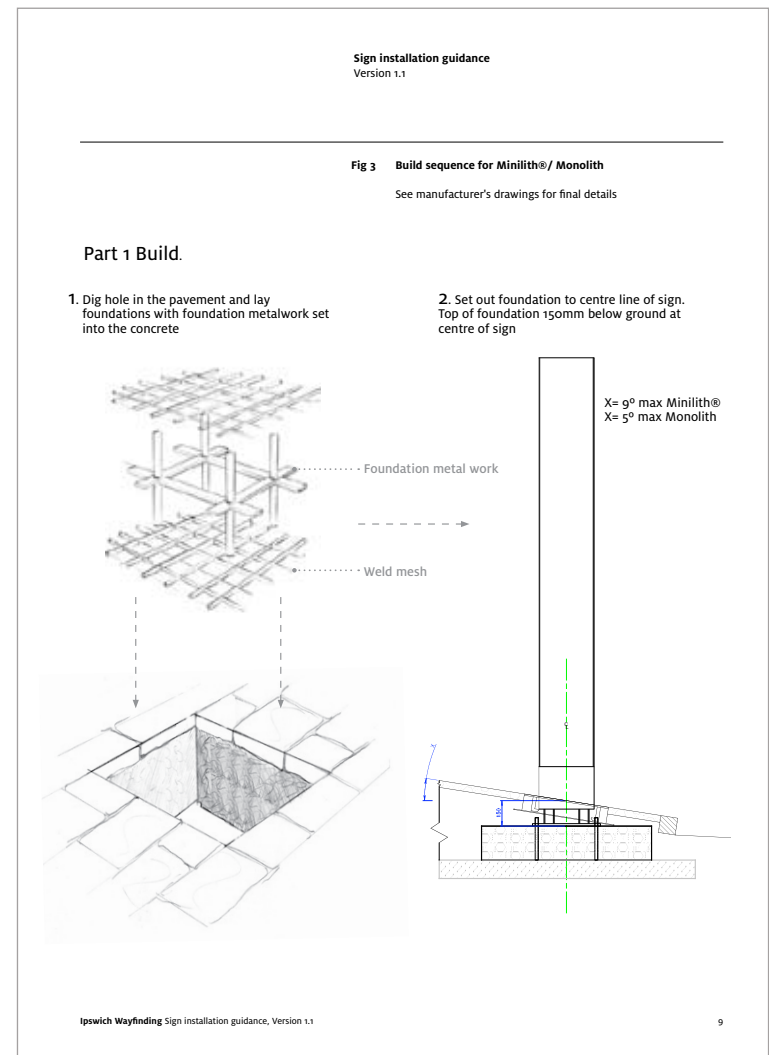 Sign installation guidance
Version 1.1
Fig 3 Build sequence for Minilith®/ Monolith
See manufacturer's drawings for final details
Part 1 Build.
1. Dig hole in the pavement and lay
foundations with foundation metalwork set
into the concrete
2. Set out foundation to centre line of sign.
Top of foundation 150mm below ground at
centre of sign
X= 9º max Minilith®
X= 5º max Monolith
Foundation metal work
Weld mesh
150
Ipswich Wayfinding Sign installation guidance, Version 1.1
9